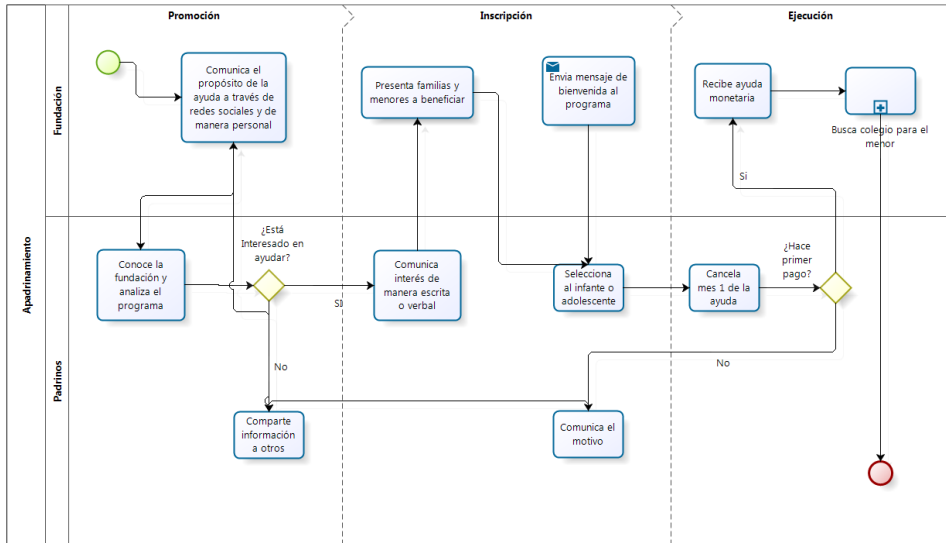 Promoción
Inscripción
Ejecución
Apadrinamiento
Fundación
Comunica el
propósito de la
ayuda a través de
redes sociales y de
manera personal
Presenta familias y
menores a beneficiar
Envia mensaje de
bienvenida al
programa
Recibe ayuda
monetaria
Busca colegio para el
menor
Si
Padrinos
Conoce la
fundación y
analiza el
programa
¿Está
Interesado en
ayudar?
Si
No
Comunica
interés de
manera escrita
o verbal
Selecciona
al infante o
adolescente
Cancela
mes 1 de la
ayuda
¿Hace
primer
pago?
No
Comparte
información
a otros
Comunica el
motivo